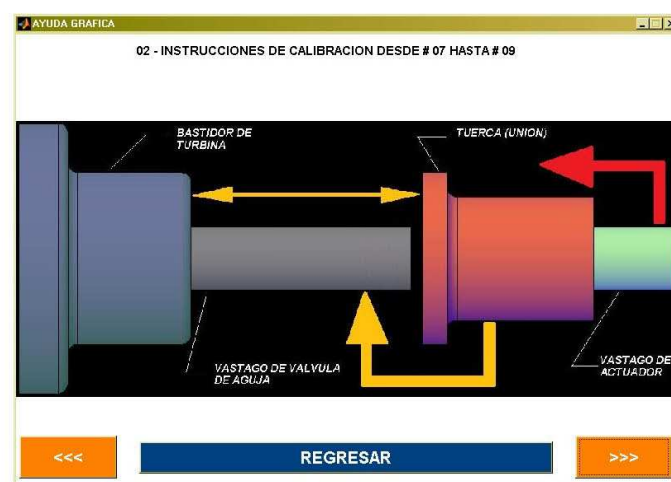 AYUDA GRAFICA
02 - INSTRUCCIONES DE CALIBRACION DESDE # 07 HASTA # 09
BASTIDOR DE
TURBINA
TUERCA (UNION)
VASTAGO DE VALVULA
DE AGUJA
VASTAGO DE
ACTUADOR
<<<
REGRESAR
>>>